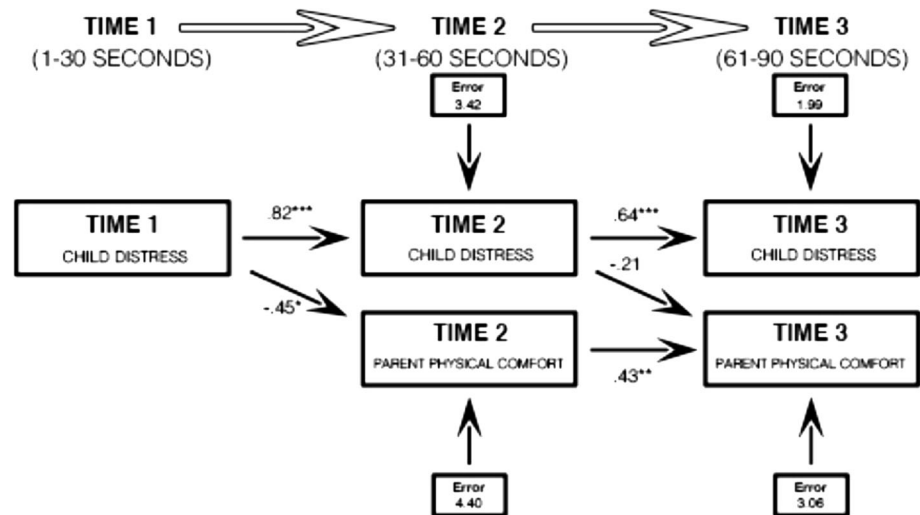 TIME 1 TIME 2 TIME 3
(1-30 SECONDS) (31-60 SECONDS) (61-90 SECONDS)
Error Error
3.42 1.99
.82*** .64***
TIME 1 TIME 2 TIME 3
CHILD DISTRESS CHILD DISTRESS CHILD DISTRESS
-.45* -.21
TIME 2 TIME 3
PARENT PHYSICAL COMFORT PARENT PHYSICAL COMFORT
.43**
Error Error
4.40 3.06